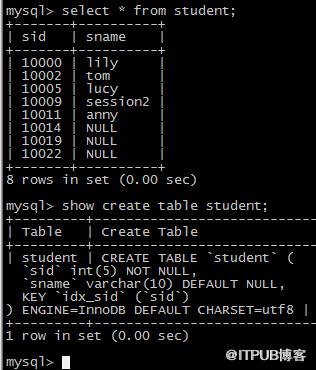 mysql> select * from student;
+-------+----------+
| sid | sname |
+-------+----------+
| 10000 | lily |
| 10002 | tom |
| 10005 | lucy |
| 10009 | session2 |
| 10011 | anny |
| 10014 | NULL |
| 10019 | NULL |
| 10022 | NULL |
+-------+----------+
8 rows in set (0.00 sec)
mysql> show create table student;
+---------+-----------------------------
| Table | Create Table
+---------+-----------------------------
| student | CREATE TABLE `student` (
`sid` int(5) NOT NULL,
`sname` varchar(10) DEFAULT NULL,
KEY `idx_sid` (`sid`)
) ENGINE=InnoDB DEFAULT CHARSET=utf8 |
+---------+-----------------------------
1 row in set (0.00 sec)
mysql>
@ITPUB博客